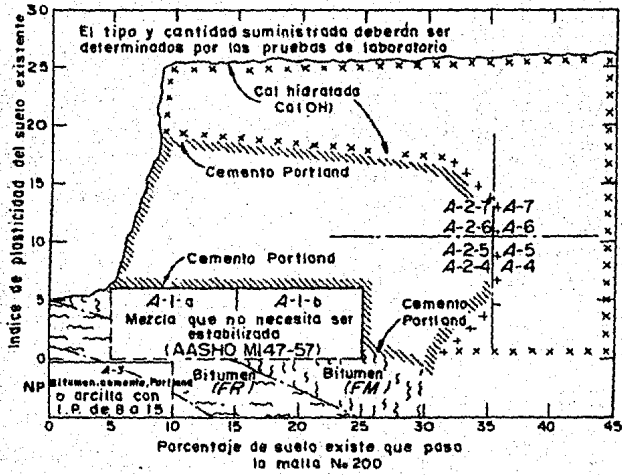 30
25
20
15
10
5
0
NP
Indice de plasticidad del suelo existente
El tipo y cantidad suministrada deberán ser
determinados por las pruebas de laboratorio
Cal hidratada
Ca(OH)
Cemento Portland
A-2-7 A-7
A-2-6 A-6
A-2-5 A-5
A-2-4 A-4
Cemento Portland
A-1-a A-1-b
Mezcla que no necesita ser
estabilizada
(AASHO M147-57)
Cemento
Portland
A-3
Bitumen, cemento, Portland
o arcilla con
I.P. de 8 a 15
Bitumen
(FR)
Bitumen
(FM)
0 5 10 15 20 25 30 35 40 45
Porcentaje de suelo existe que pasa
la malla No 200